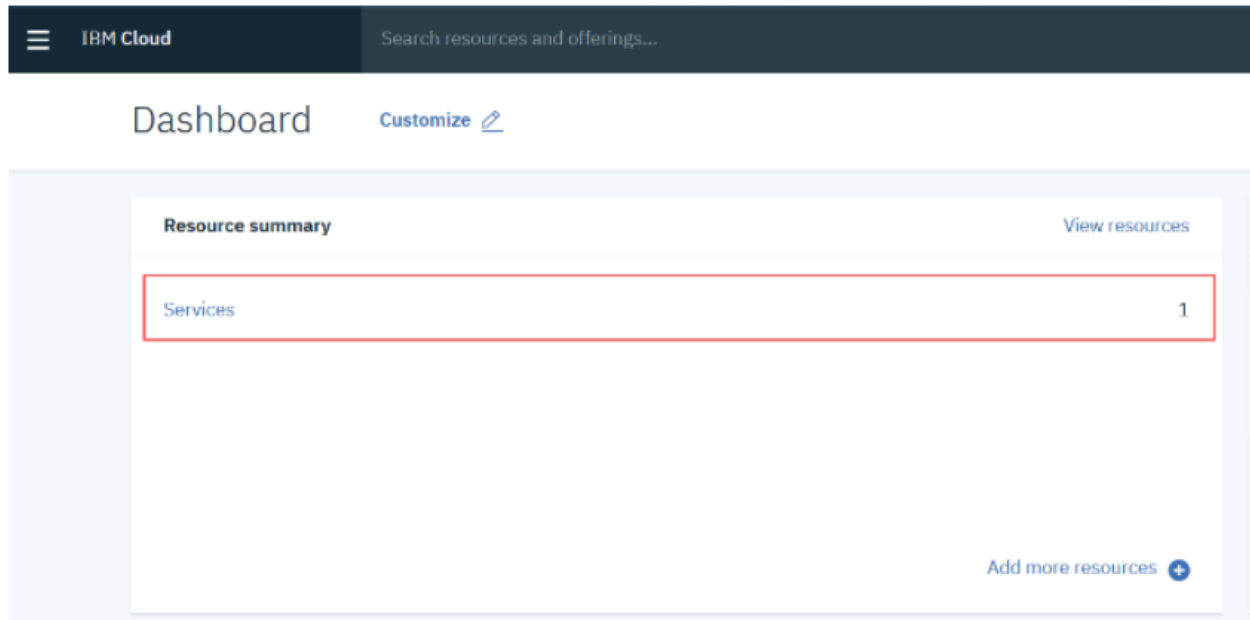 IBM Cloud Search resources and offerings...
Dashboard Customize
Resource summary View resources
Services 1
Add more resources